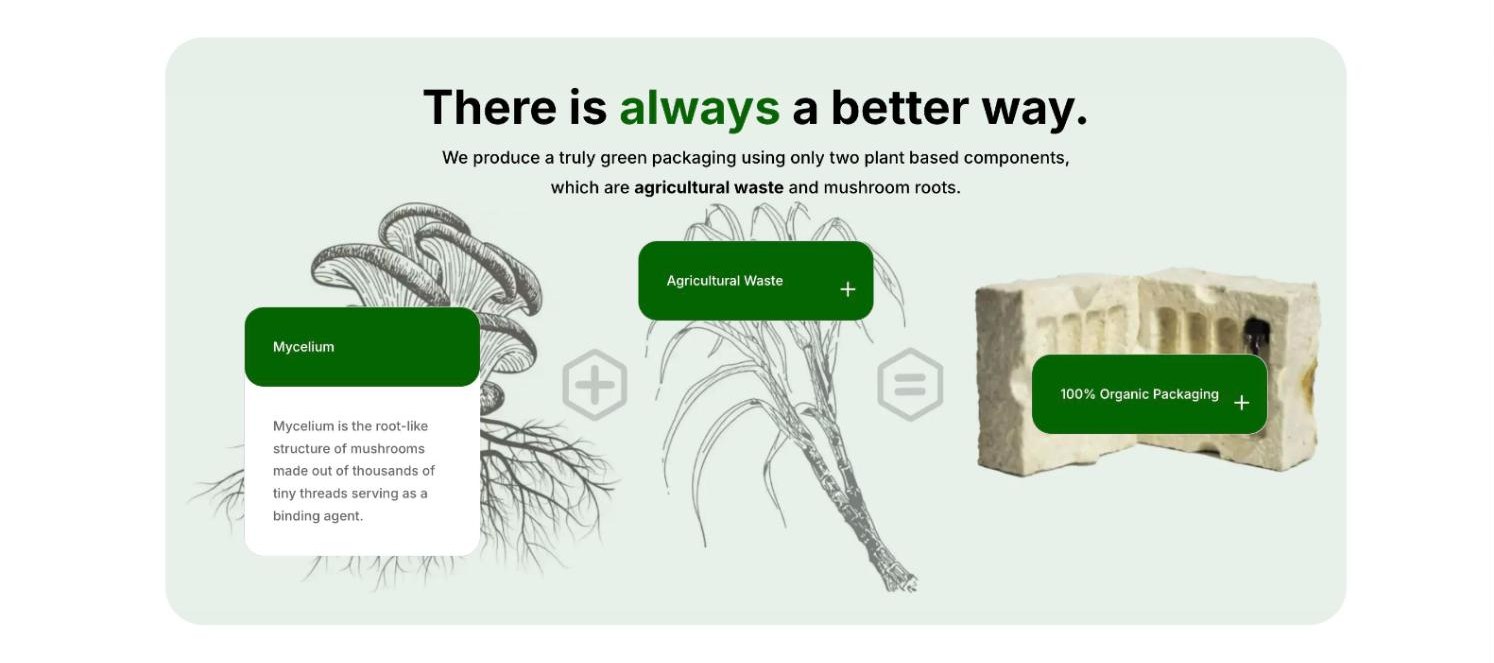 There is always a better way.
We produce a truly green packaging using only two plant based components,
which are agricultural waste and mushroom roots.
Mycelium
Mycelium is the root-like
structure of mushrooms
made out of thousands of
tiny threads serving as a
binding agent.
+
Agricultural Waste +
=
100% Organic Packaging +